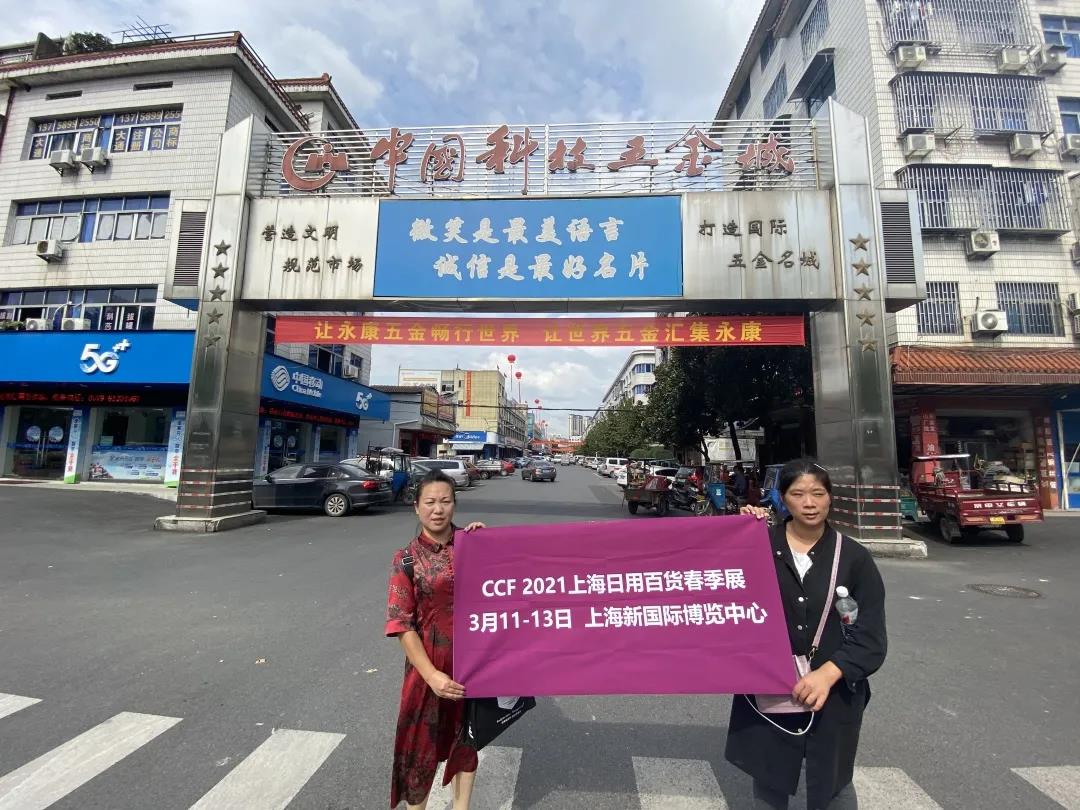 中国科技五金城
营造文明
规范市场
微笑是最美语言
诚信是最好名片
打造国际
五金名城
让永康五金畅行世界 让世界五金汇集永康
5G++
中国移动
China Mobile
5G
CCF 2021上海日用百货春季展
3月11-13日 上海新国际博览中心